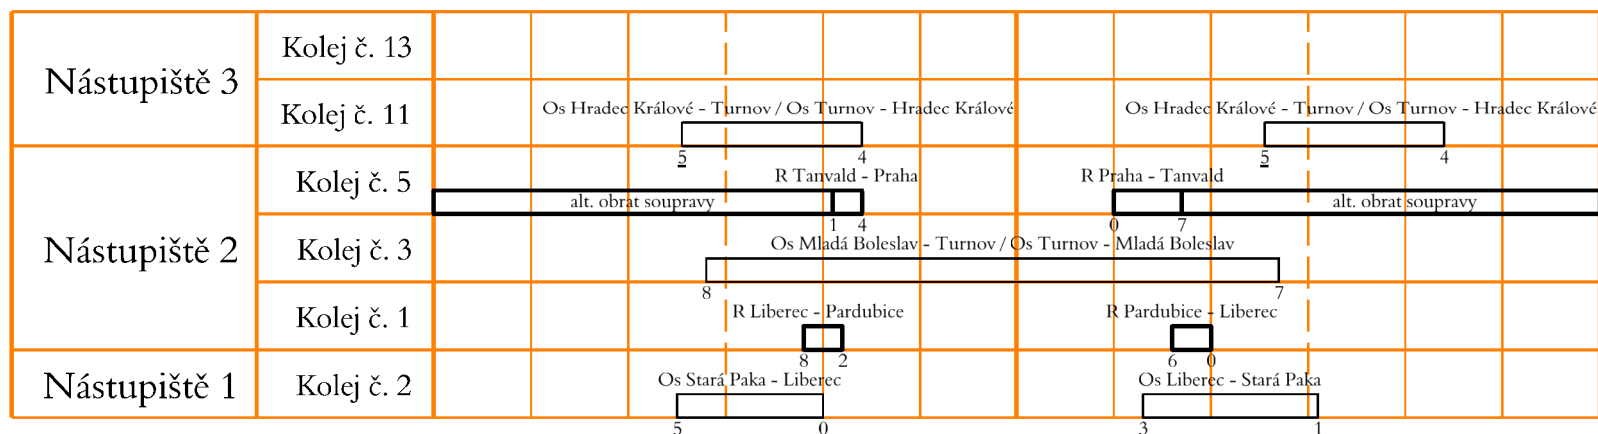 Nástupiště 3
Kolej č. 13
Kolej č. 11
Os Hradec Králové - Turnov / Os Turnov - Hradec Králové
5 4
Os Hradec Králové - Turnov / Os Turnov - Hradec Králové
5 4
Nástupiště 2
Kolej č. 5
R Tanvald - Praha
alt. obrat soupravy
1 4
R Praha - Tanvald
alt. obrat soupravy
0 7
Kolej č. 3
Os Mladá Boleslav - Turnov / Os Turnov - Mladá Boleslav
8 7
Kolej č. 1
R Liberec - Pardubice
8 2
R Pardubice - Liberec
6 0
Nástupiště 1
Kolej č. 2
Os Stará Paka - Liberec
5 0
Os Liberec - Stará Paka
3 1